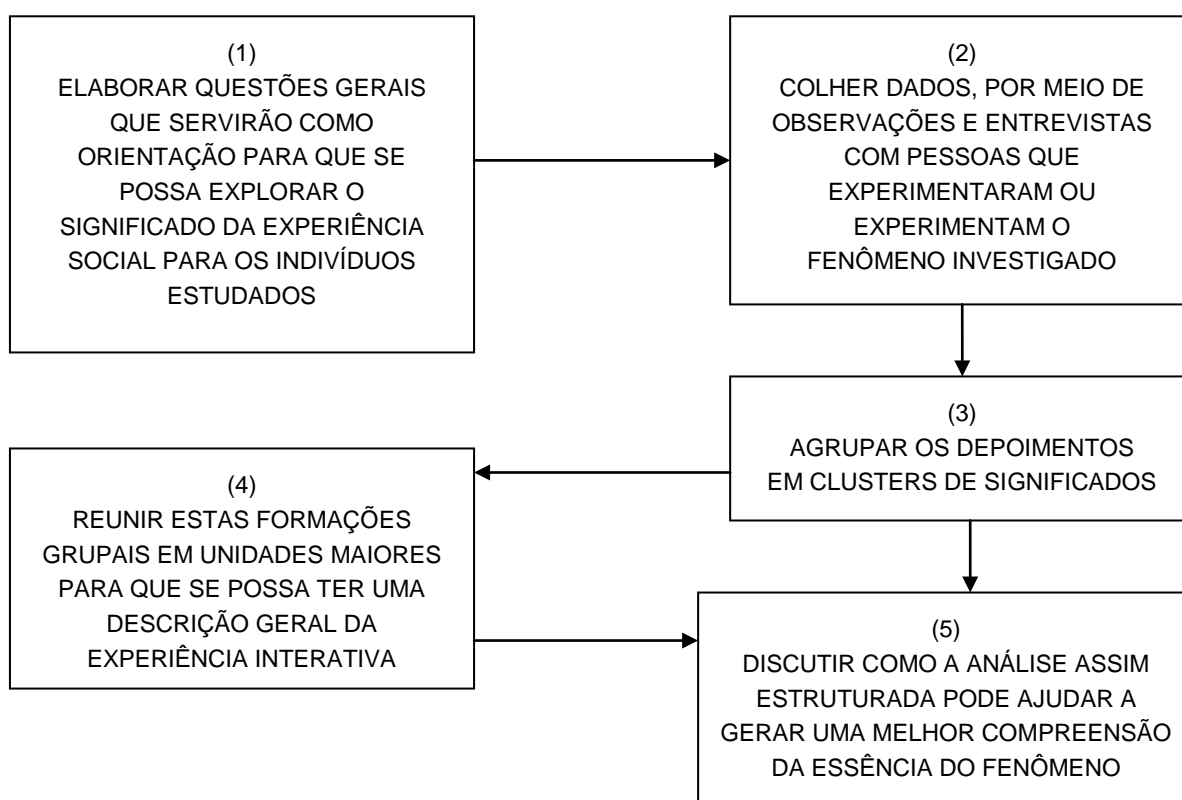 (1)
ELABORAR QUESTÕES GERAIS
QUE SERVIRÃO COMO
ORIENTAÇÃO PARA QUE SE
POSSA EXPLORAR O
SIGNIFICADO DA EXPERIÊNCIA
SOCIAL PARA OS INDIVÍDUOS
ESTUDADOS
(2)
COLHER DADOS, POR MEIO DE
OBSERVAÇÕES E ENTREVISTAS
COM PESSOAS QUE
EXPERIMENTARAM OU
EXPERIMENTAM O
FENÔMENO INVESTIGADO
(3)
AGRUPAR OS DEPOIMENTOS
EM CLUSTERS DE SIGNIFICADOS
(4)
REUNIR ESTAS FORMAÇÕES
GRUPAIS EM UNIDADES MAIORES
PARA QUE SE POSSA TER UMA
DESCRIÇÃO GERAL DA
EXPERIÊNCIA INTERATIVA
(5)
DISCUTIR COMO A ANÁLISE ASSIM
ESTRUTURADA PODE AJUDAR A
GERAR UMA MELHOR COMPREENSÃO
DA ESSÊNCIA DO FENÔMENO